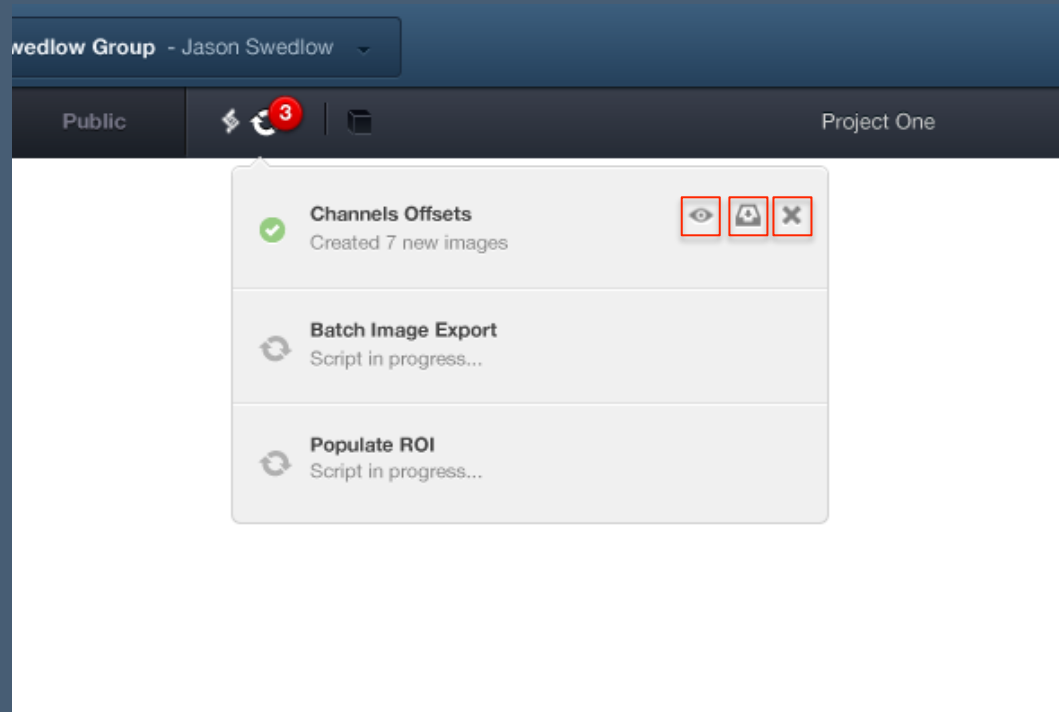 wedlow Group - Jason Swedlow
Public
3
Project One
Channels Offsets
Created 7 new images
Batch Image Export
Script in progress...
Populate ROI
Script in progress...